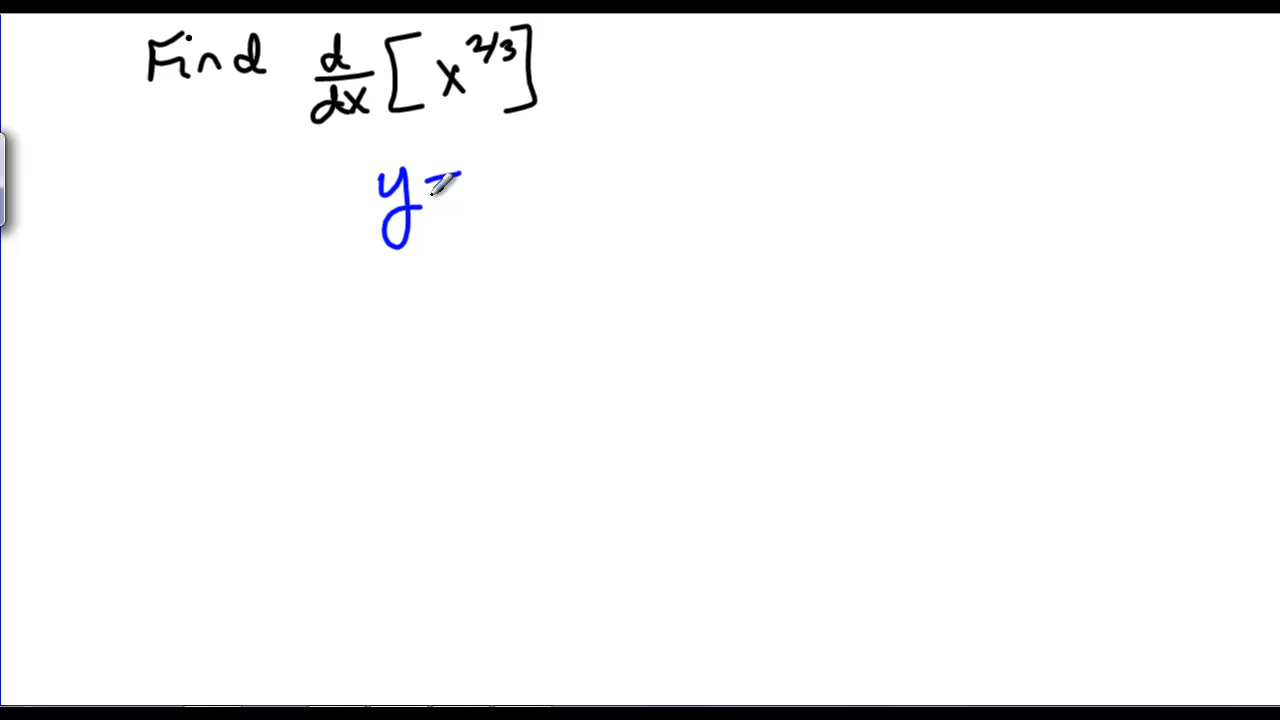 Find d/dx [x^2/3]
y=